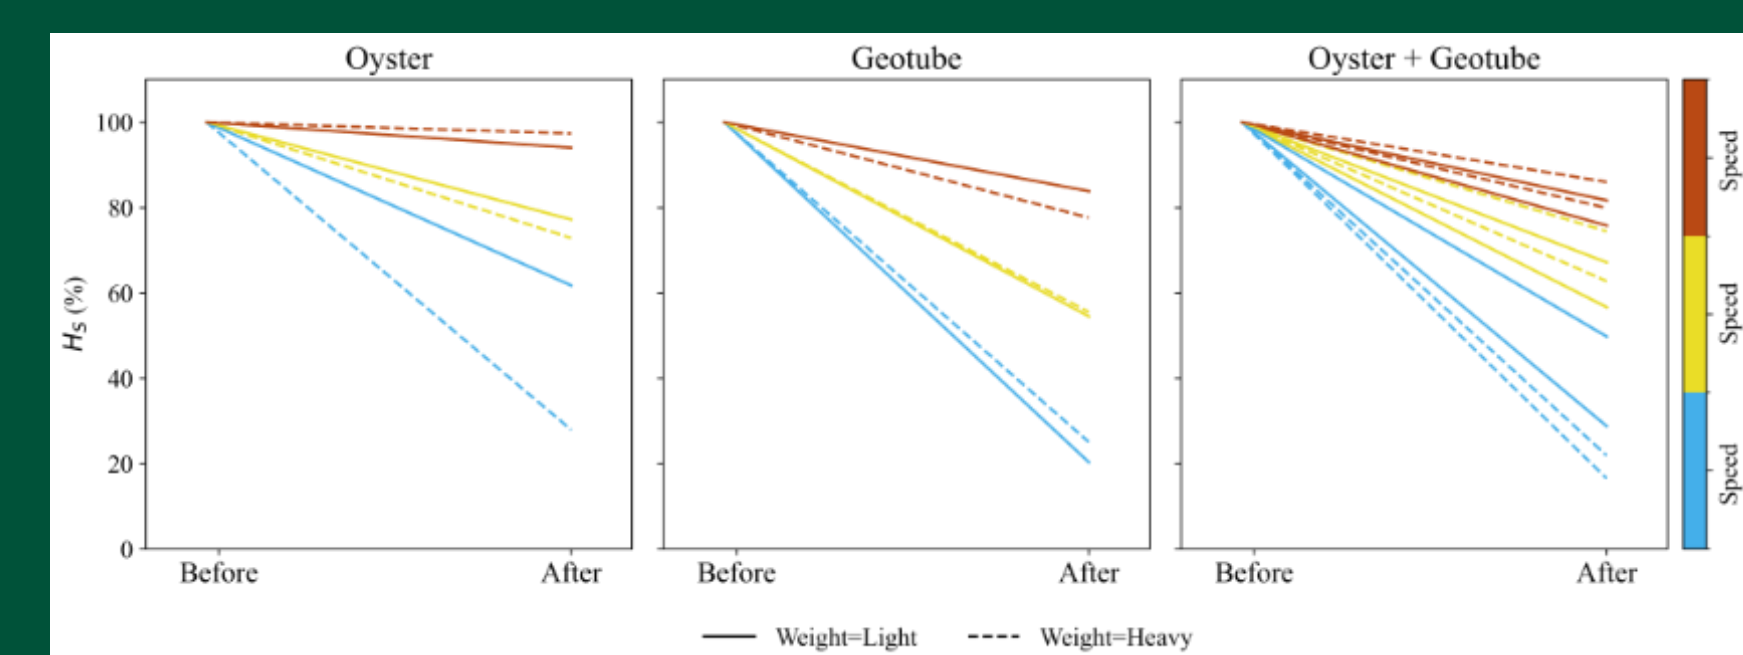 Oyster
Geotube
Oyster + Geotube
100
80
60
40
20
0
Hs (%)
Before
After
Before
After
Before
After
Speed
Speed
Speed
Weight=Light
Weight=Heavy